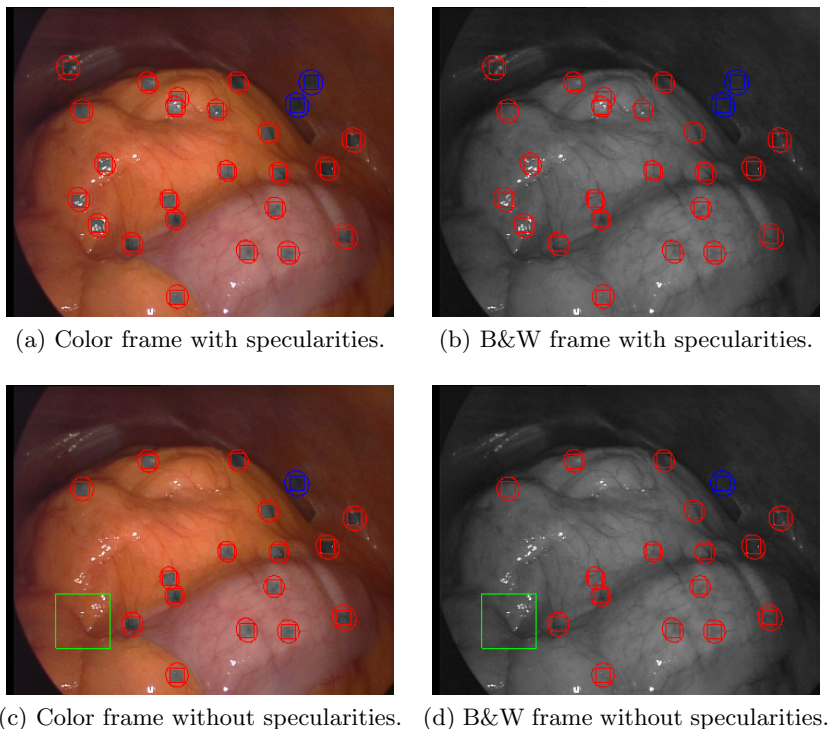 (a) Color frame with specularities.
(b) B&W frame with specularities.
(c) Color frame without specularities.
(d) B&W frame without specularities.